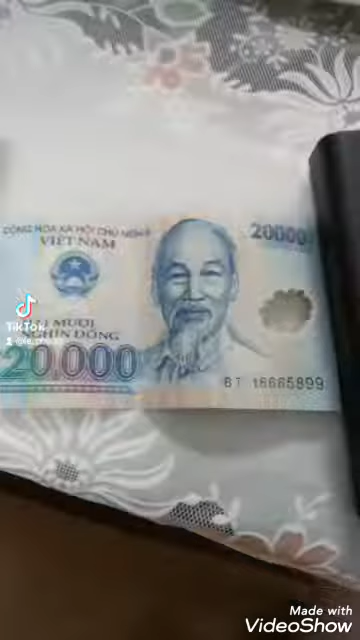 CỘNG HÒA XÃ HỘI CHỦ NGHĨA
VIỆT NAM
20000
TikTok
MƯƠI
NGHÌN ĐỒNG
20.000
BT 16665899
Made with
VideoShow